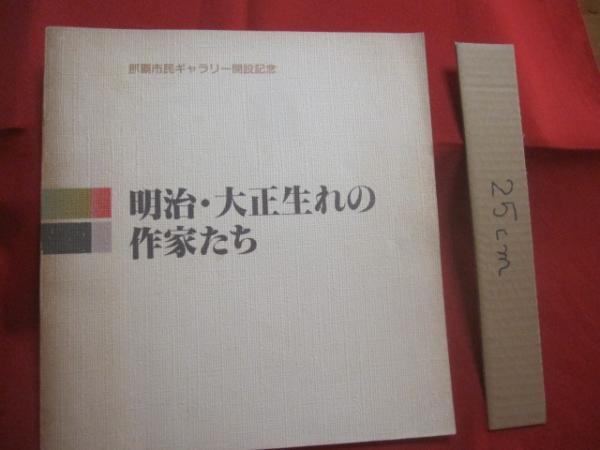 那覇市民ギャラリー開設記念
明治・大正生れの
作家たち
25cm